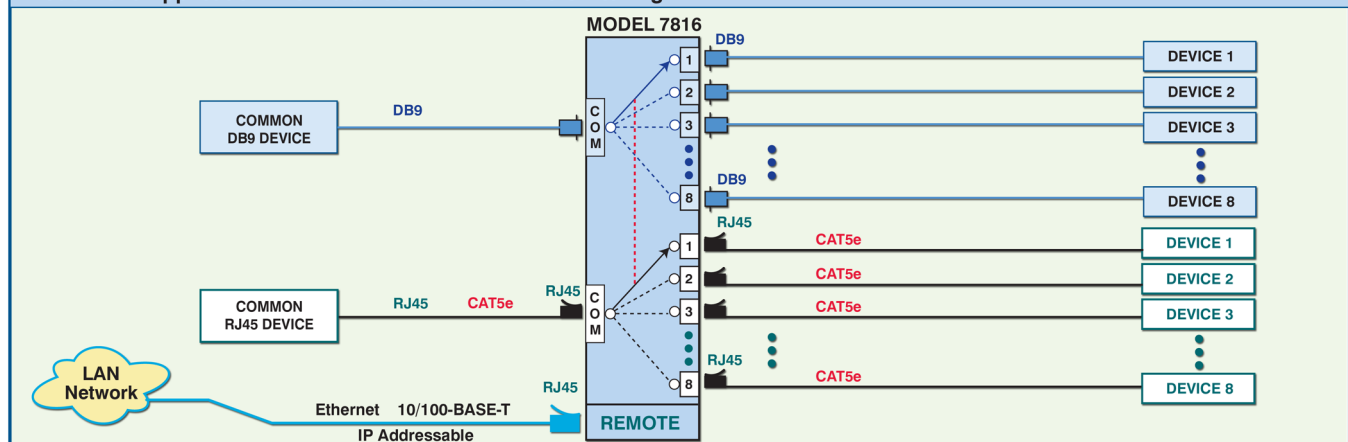 MODEL 7816
DB9
1
DEVICE 1
2
DEVICE 2
COMMON
DB9 DEVICE
DB9
COM
3
DEVICE 3
DB9
8
DEVICE 8
RJ45
1
CAT5e
DEVICE 1
2
CAT5e
DEVICE 2
COMMON
RJ45 DEVICE
RJ45
CAT5e
RJ45
COM
3
CAT5e
DEVICE 3
RJ45
8
CAT5e
DEVICE 8
LAN
Network
RJ45
Ethernet 10/100-BASE-T
IP Addressable
REMOTE